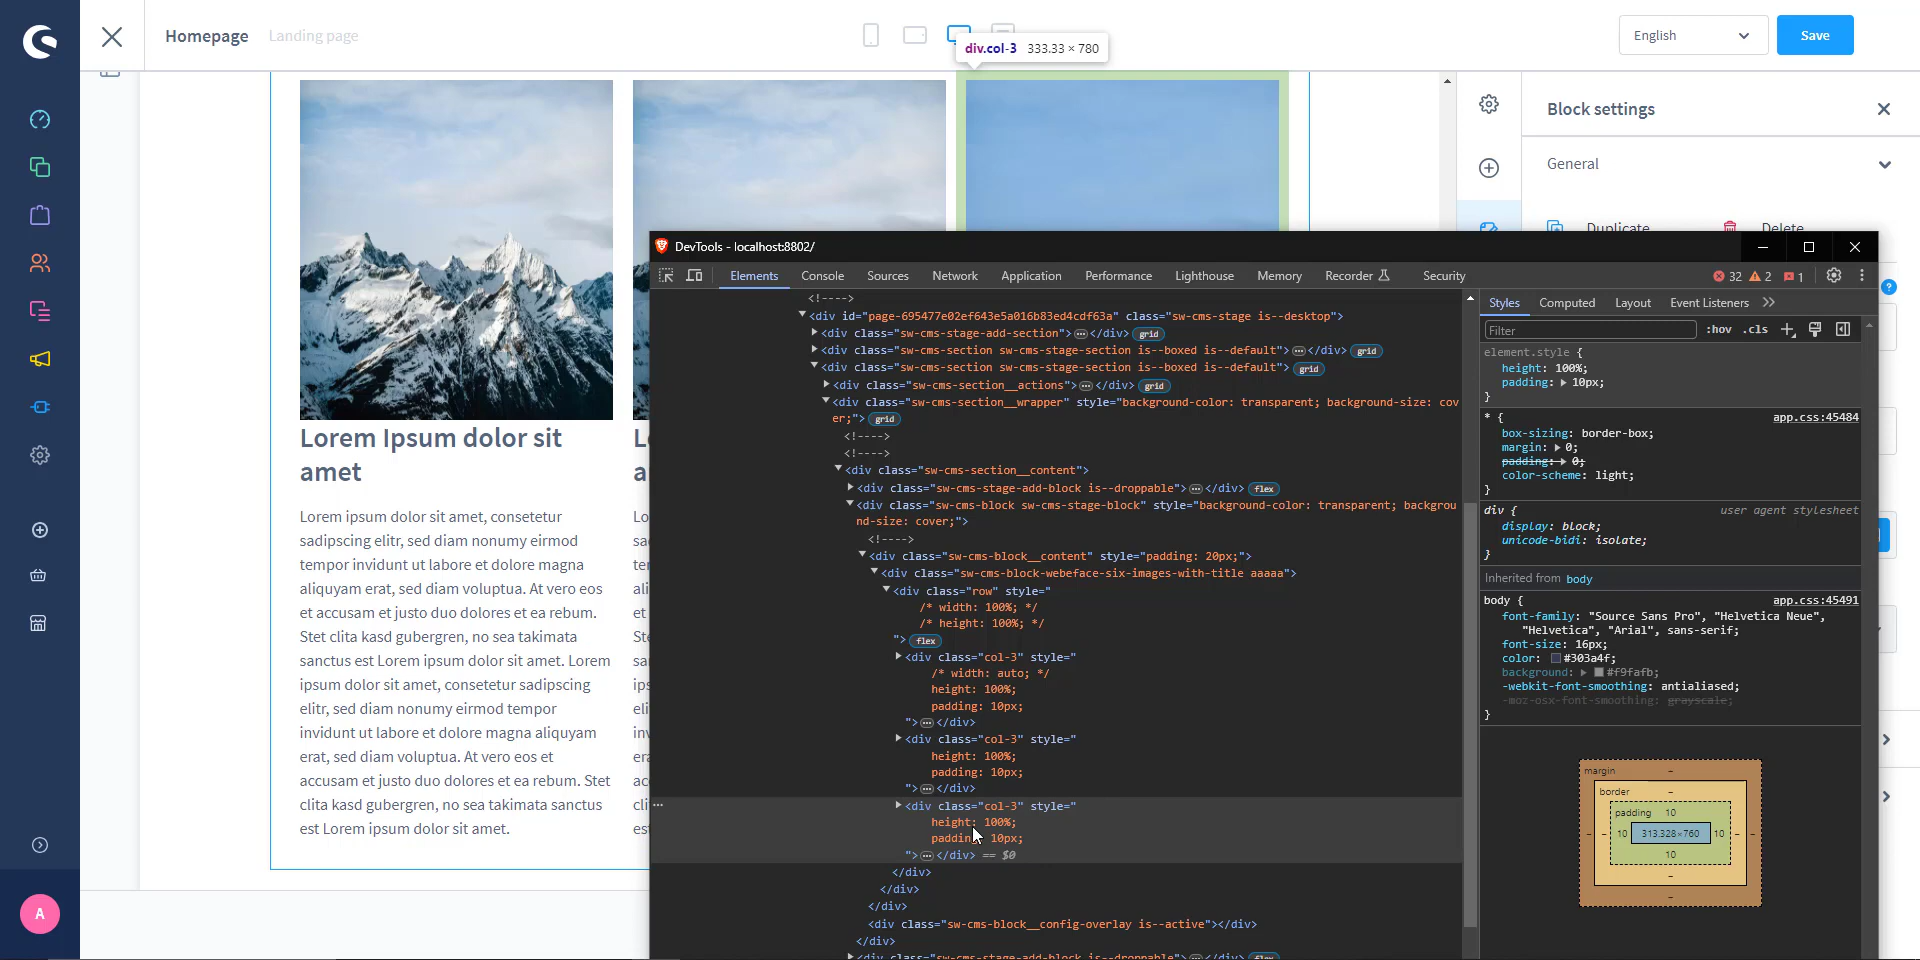 Homepage
Landing page
English
Save
div.col-3 333.33 × 780
Block settings
General
Duplicate
Delete
Lorem Ipsum dolor sit
amet
Lorem ipsum dolor sit amet, consetetur
sadipscing elitr, sed diam nonumy eirmod
tempor invidunt ut labore et dolore magna
aliquyam erat, sed diam voluptua. At vero eos
et accusam et justo duo dolores et ea rebum.
Stet clita kasd gubergren, no sea takimata
sanctus est Lorem ipsum dolor sit amet. Lorem
ipsum dolor sit amet, consetetur sadipscing
elitr, sed diam nonumy eirmod tempor
invidunt ut labore et dolore magna aliquyam
erat, sed diam voluptua. At vero eos et
accusam et justo duo dolores et ea rebum. Stet
clita kasd gubergren, no sea takimata sanctus
est Lorem ipsum dolor sit amet.
A
DevTools - localhost:8802/
Elements Console Sources Network Application Performance Lighthouse Memory Recorder Security
32 2 1
<!---->
<div id="page-695477e02ef643e5a016b83ed4cdf63a" class="sw-cms-stage is--desktop">
<div class="sw-cms-stage-add-section">…</div> grid
<div class="sw-cms-section sw-cms-stage-section is--boxed is--default">…</div> grid
<div class="sw-cms-section sw-cms-stage-section is--boxed is--default"> grid
<div class="sw-cms-section__actions">…</div> grid
<div class="sw-cms-section__wrapper" style="background-color: transparent; background-size: cov
er;"> grid
<!---->
<!---->
<div class="sw-cms-section__content">
<div class="sw-cms-stage-add-block is--droppable">…</div> flex
<div class="sw-cms-block sw-cms-stage-block" style="background-color: transparent; backgrou
nd-size: cover;">
<!---->
<div class="sw-cms-block__content" style="padding: 20px;">
<div class="sw-cms-block-webeface-six-images-with-title aaaaa">
<div class="row" style="
/* width: 100%; */
/* height: 100%; */
"> flex
<div class="col-3" style="
/* width: auto; */
height: 100%;
padding: 10px;
">…</div>
<div class="col-3" style="
height: 100%;
padding: 10px;
">…</div>
<div class="col-3" style="
height: 100%;
padding: 10px;
">…</div> == $0
</div>
</div>
</div>
<div class="sw-cms-block__config-overlay is--active"></div>
</div>
<div class="sw-cms-stage-add-block is--droppable">…</div> flex
Styles Computed Layout Event Listeners
Filter
:hov .cls
element.style {
height: 100%;
padding: 10px;
}
* { app.css:45484
box-sizing: border-box;
margin: 0;
padding: 0;
color-scheme: light;
}
div { user agent stylesheet
display: block;
unicode-bidi: isolate;
}
Inherited from body
body { app.css:45491
font-family: "Source Sans Pro", "Helvetica Neue",
"Helvetica", "Arial", sans-serif;
font-size: 16px;
color: #303a4f;
background: #f9fafb;
-webkit-font-smoothing: antialiased;
-moz-osx-font-smoothing: grayscale;
}
margin -
border -
padding 10
- - 10 313.328×760 10 - -
10
-
-